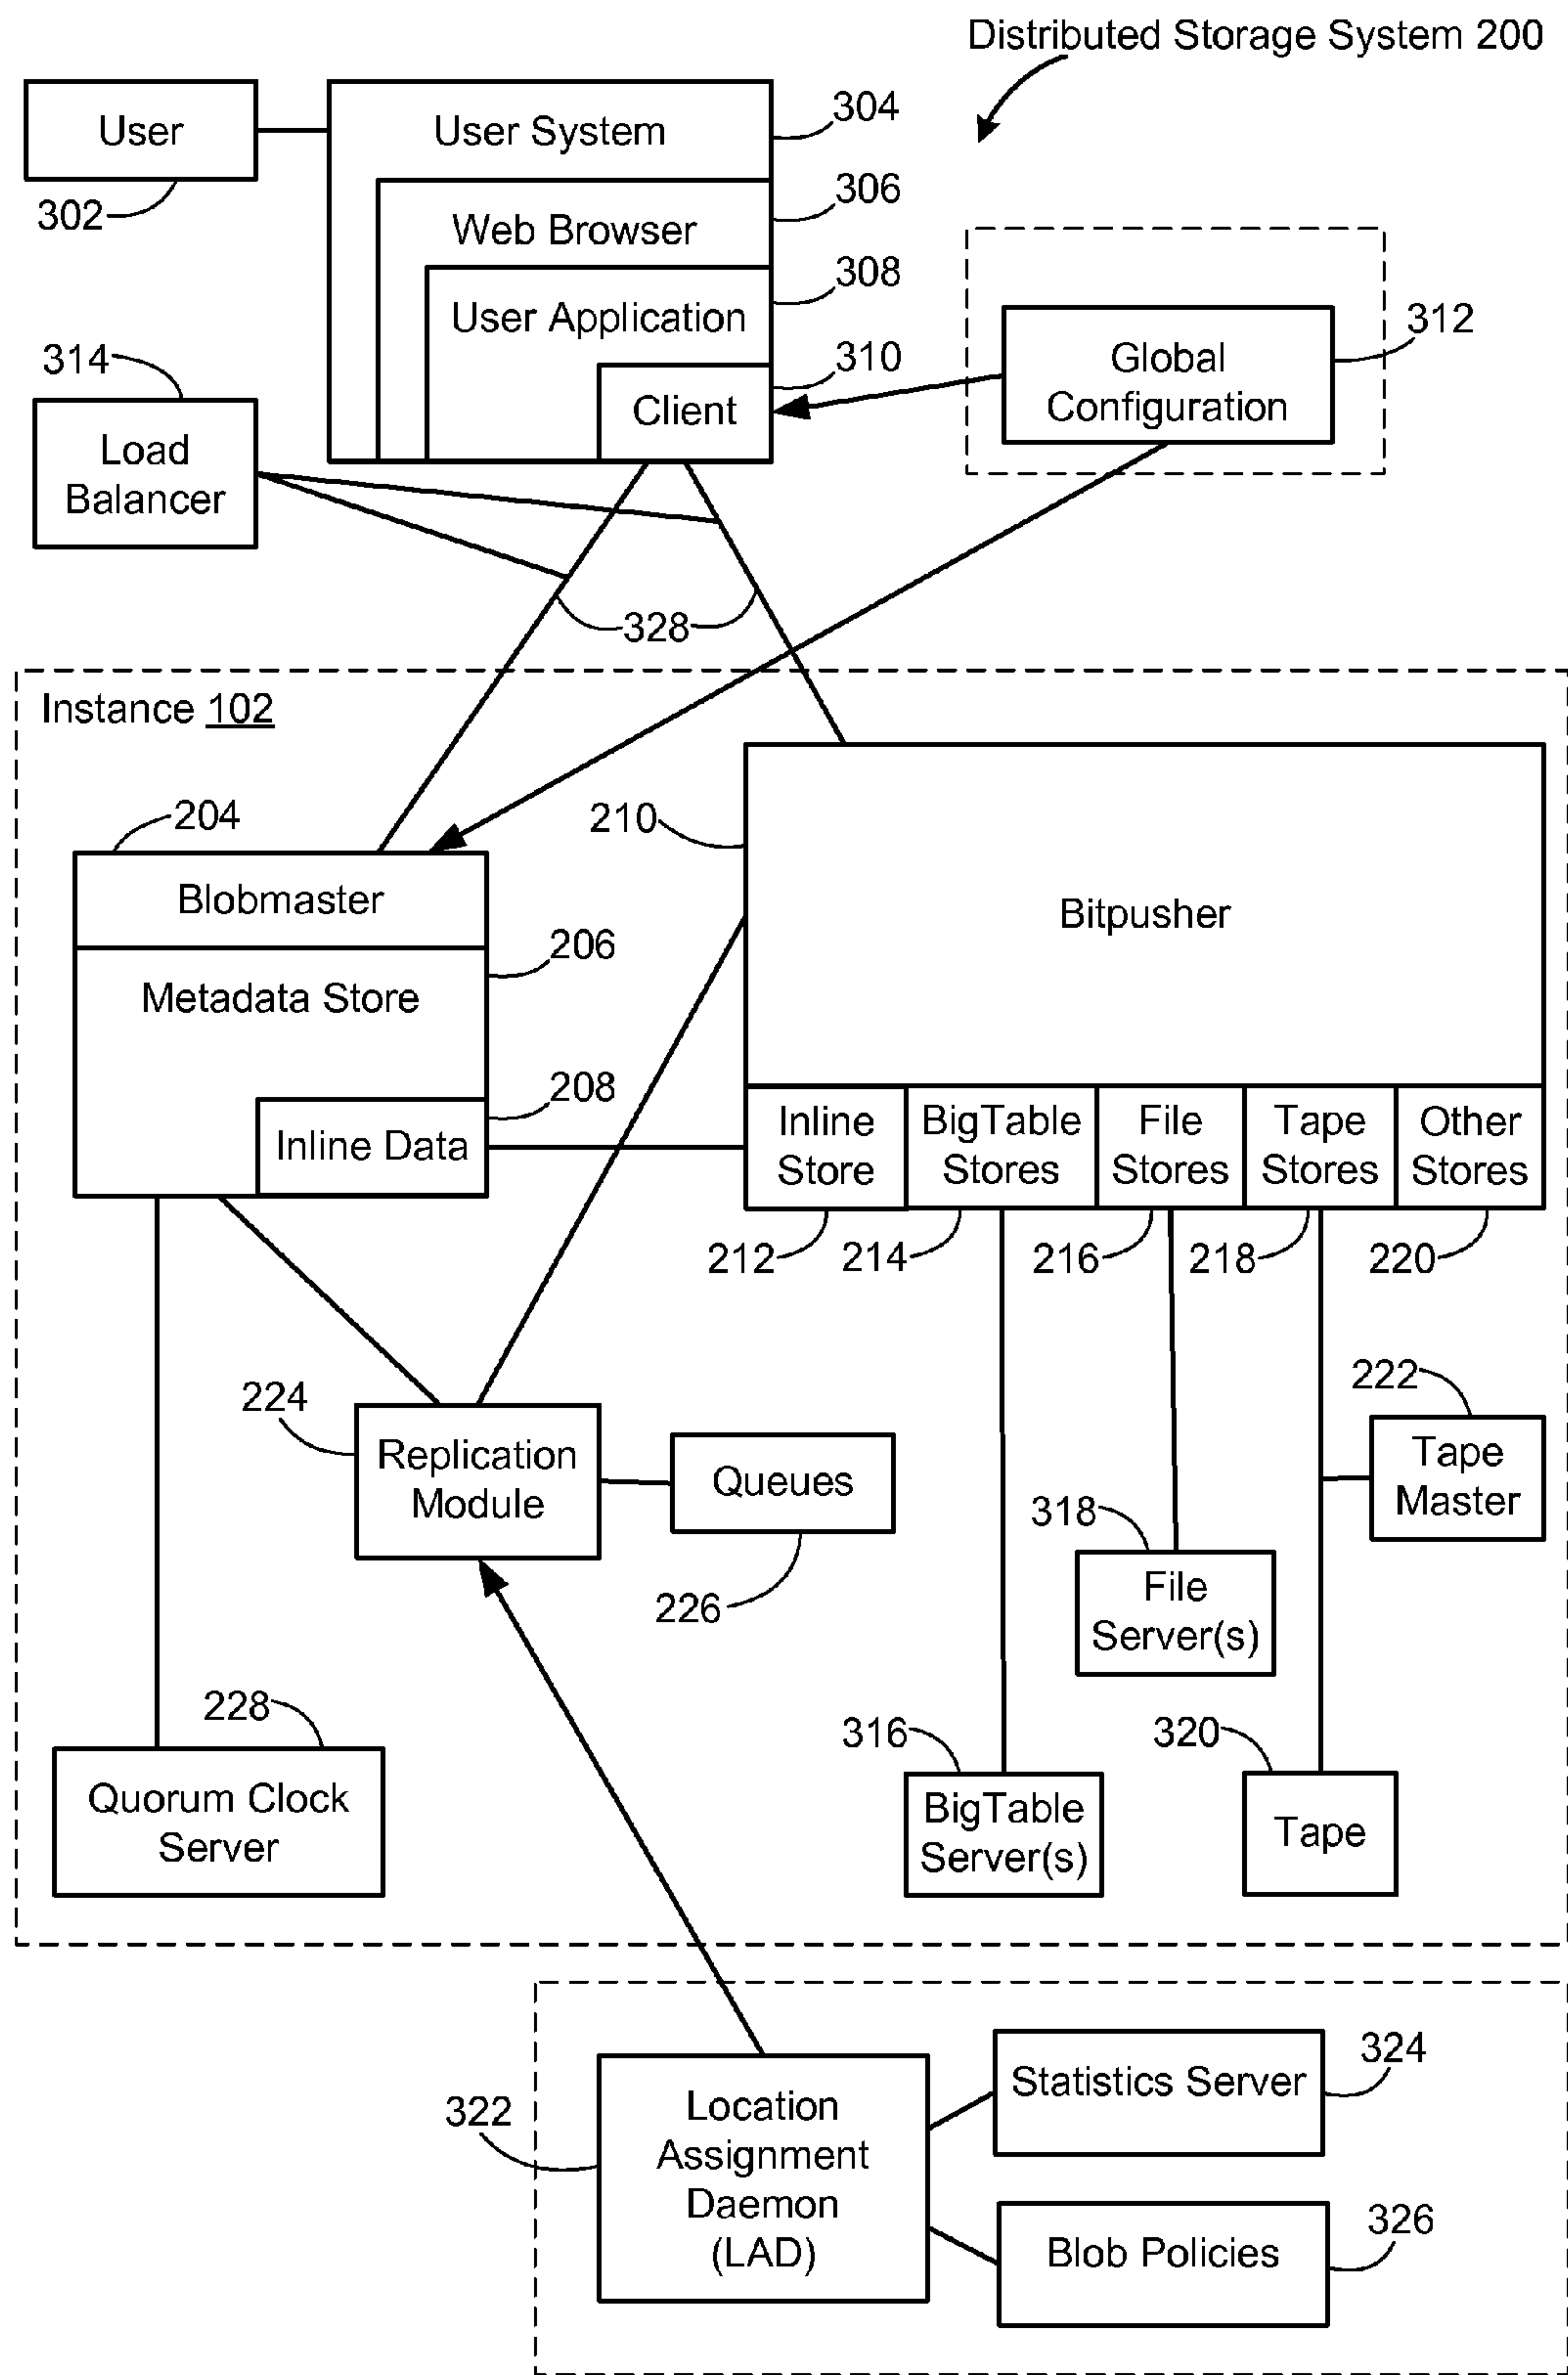 Distributed Storage System 200
User
302
User System
304
Web Browser
306
User Application
308
Client
310
Global
Configuration
312
314
Load
Balancer
328
Instance 102
204
Blobmaster
206
Metadata Store
208
Inline Data
210
Bitpusher
Inline
Store
BigTable
Stores
File
Stores
Tape
Stores
Other
Stores
212
214
216
218
220
224
Replication
Module
Queues
226
222
Tape
Master
318
File
Server(s)
228
Quorum Clock
Server
316
BigTable
Server(s)
320
Tape
322
Location
Assignment
Daemon
(LAD)
Statistics Server
324
Blob Policies
326